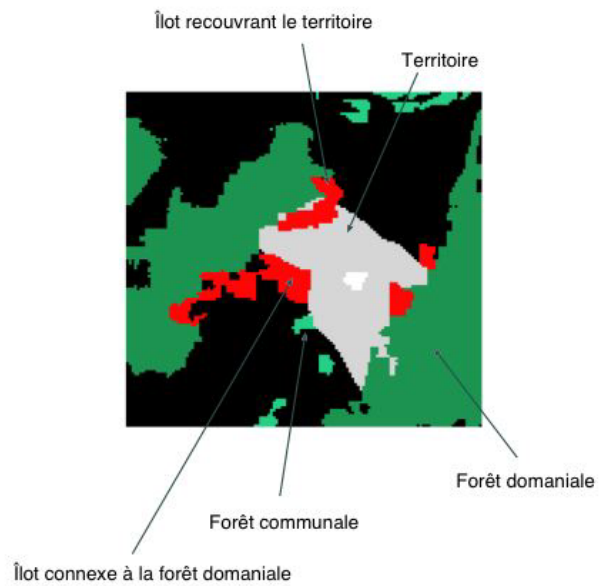 Îlot recouvrant le territoire
Territoire
Forêt domaniale
Forêt communale
Îlot connexe à la forêt domaniale